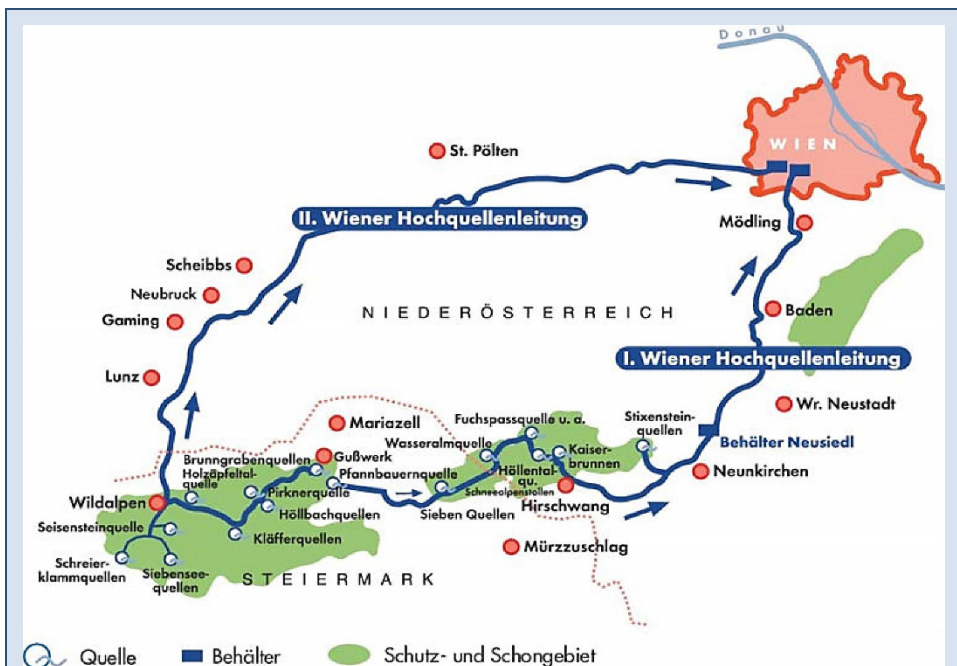 Donau
WIEN
St. Pölten
Mödling
II. Wiener Hochquellenleitung
Scheibbs
Neubruck
Gaming
NIEDERÖSTERREICH
Baden
Lunz
I. Wiener Hochquellenleitung
Wr. Neustadt
Mariazell
Fuchspassquelle u. a.
Stixenstein-
quellen
Behälter Neusiedl
Wasseralmquelle
Kaiser-
brunnen
Brunngrabenquellen
Gußwerk
Höllental-
qu.
Neunkirchen
Holzäpfeltal-
quelle
Pfannbauernquelle
Pirknerquelle
Schneealpenstollen
Hirschwang
Wildalpen
Höllbachquellen
Sieben Quellen
Seisensteinquelle
Kläfferquellen
Mürzzuschlag
Schreier-
klammquellen
Siebensee-
quellen
STEIERMARK
Quelle
Behälter
Schutz- und Schongebiet